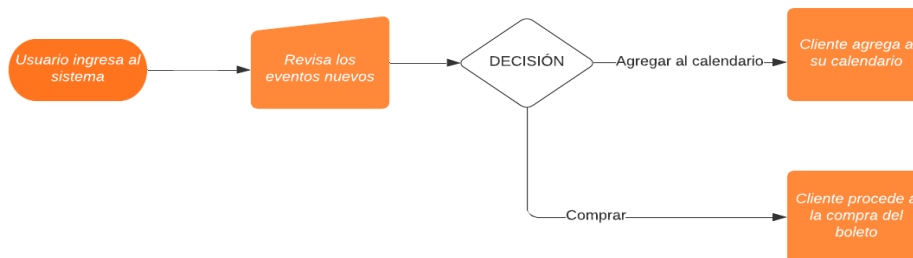 Usuario ingresa al
sistema
Revisa los
eventos nuevos
DECISIÓN
Agregar al calendario
Cliente agrega a
su calendario
Comprar
Cliente procede a
la compra del
boleto